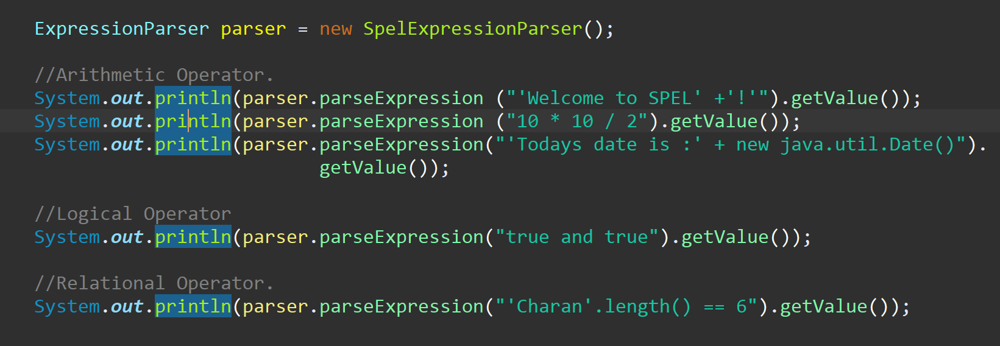 ExpressionParser parser = new SpelExpressionParser();
//Arithmetic Operator.
System.out.println(parser.parseExpression ("'Welcome to SPEL' +'!'").getValue());
System.out.println(parser.parseExpression ("10 * 10 / 2").getValue());
System.out.println(parser.parseExpression("'Todays date is :' + new java.util.Date()").
getValue());
//Logical Operator
System.out.println(parser.parseExpression("true and true").getValue());
//Relational Operator.
System.out.println(parser.parseExpression("'Charan'.length() == 6").getValue());